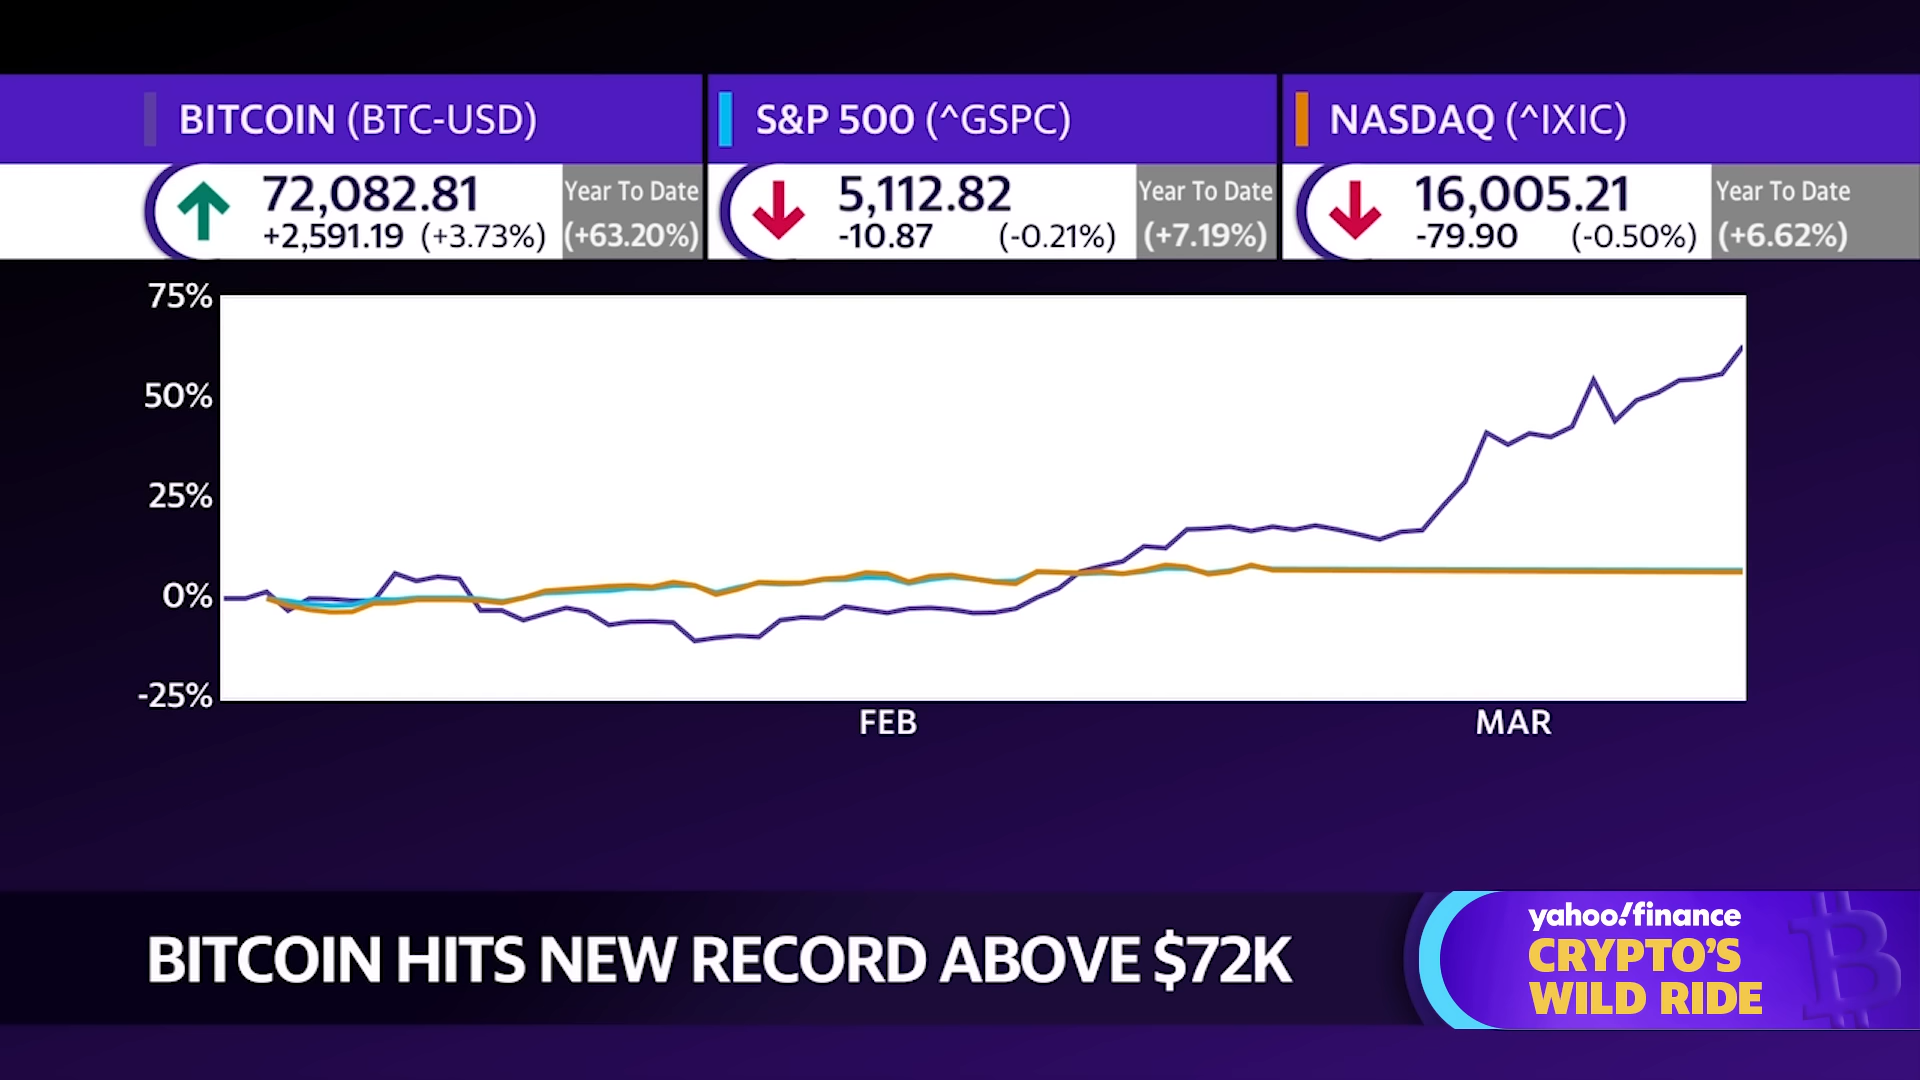 BITCOIN (BTC-USD)
72,082.81
+2,591.19 (+3.73%)
Year To Date
(+63.20%)
S&P 500 (^GSPC)
5,112.82
-10.87 (-0.21%)
Year To Date
(+7.19%)
NASDAQ (^IXIC)
16,005.21
-79.90 (-0.50%)
Year To Date
(+6.62%)
75%
50%
25%
0%
-25%
FEB MAR
BITCOIN HITS NEW RECORD ABOVE $72K
yahoo!finance
CRYPTO'S
WILD RIDE